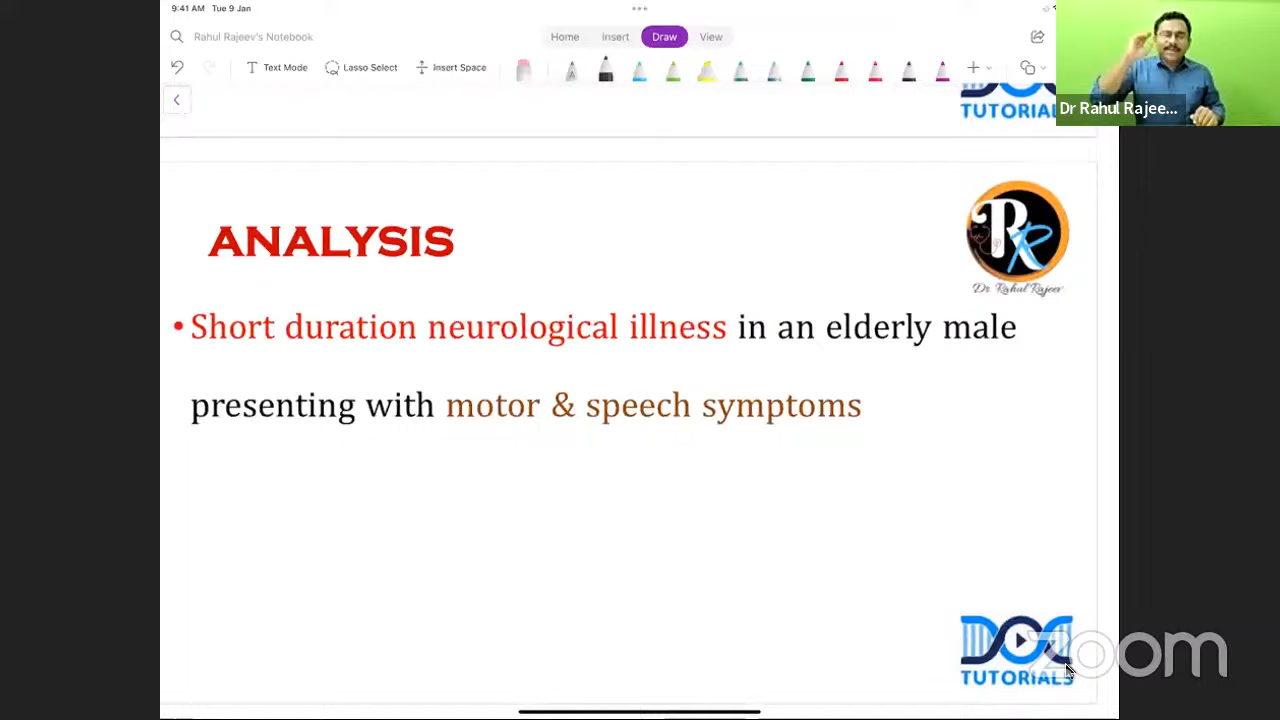 9:41 AM Tue 9 Jan
Rahul Rajeev's Notebook
Home Insert Draw View
Text Mode Lasso Select Insert Space
TUTORIAL
Dr Rahul Rajee...
ANALYSIS
RR
Dr Rahul Rajeev
• Short duration neurological illness in an elderly male
presenting with motor & speech symptoms
DOC
TUTORIALS
zoom